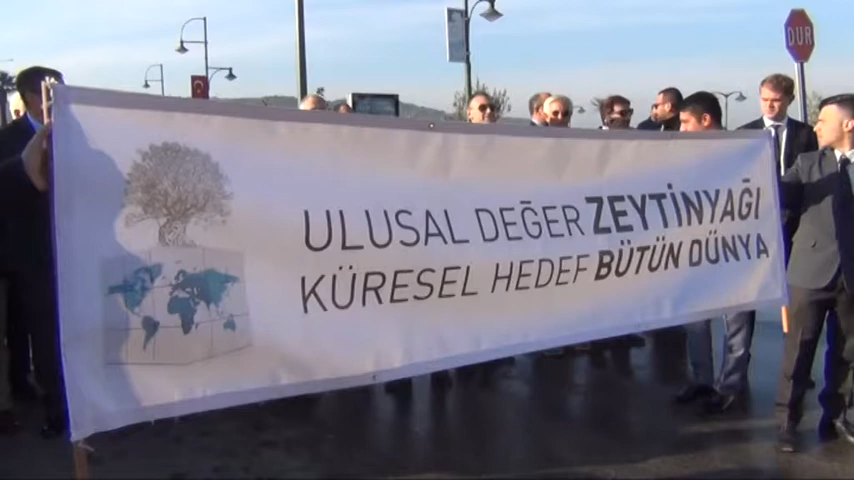 DUR
ULUSAL DEĞER ZEYTİNYAĞI
KÜRESEL HEDEF BÜTÜN DÜNYA